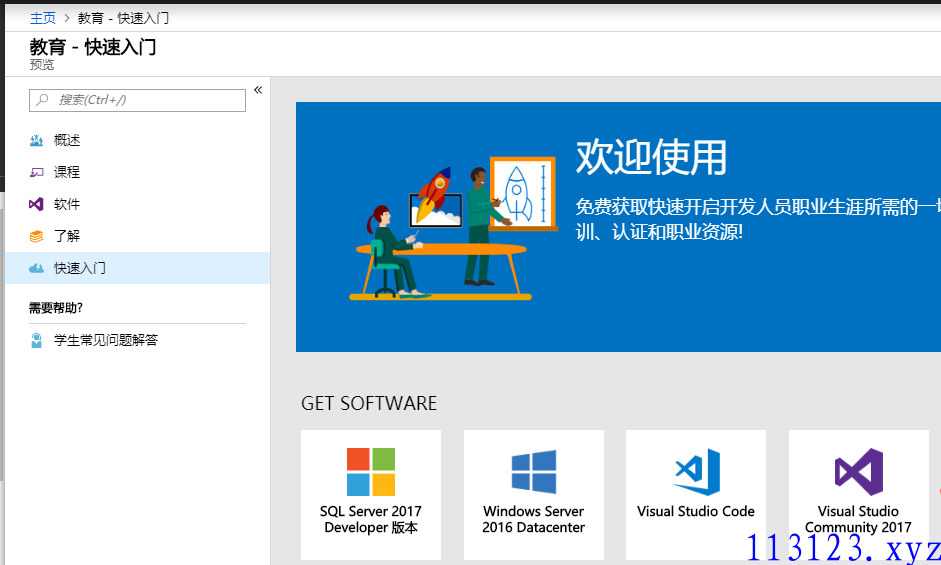 主页 > 教育 - 快速入门
教育 - 快速入门
预览
搜索(Ctrl+/)
«
概述
课程
软件
了解
快速入门
需要帮助?
学生常见问题解答
欢迎使用
免费获取快速开启开发人员职业生涯所需的一
训、认证和职业资源!
GET SOFTWARE
SQL Server 2017
Developer 版本
Windows Server
2016 Datacenter
Visual Studio Code
Visual Studio
Community 2017
113123.xyz